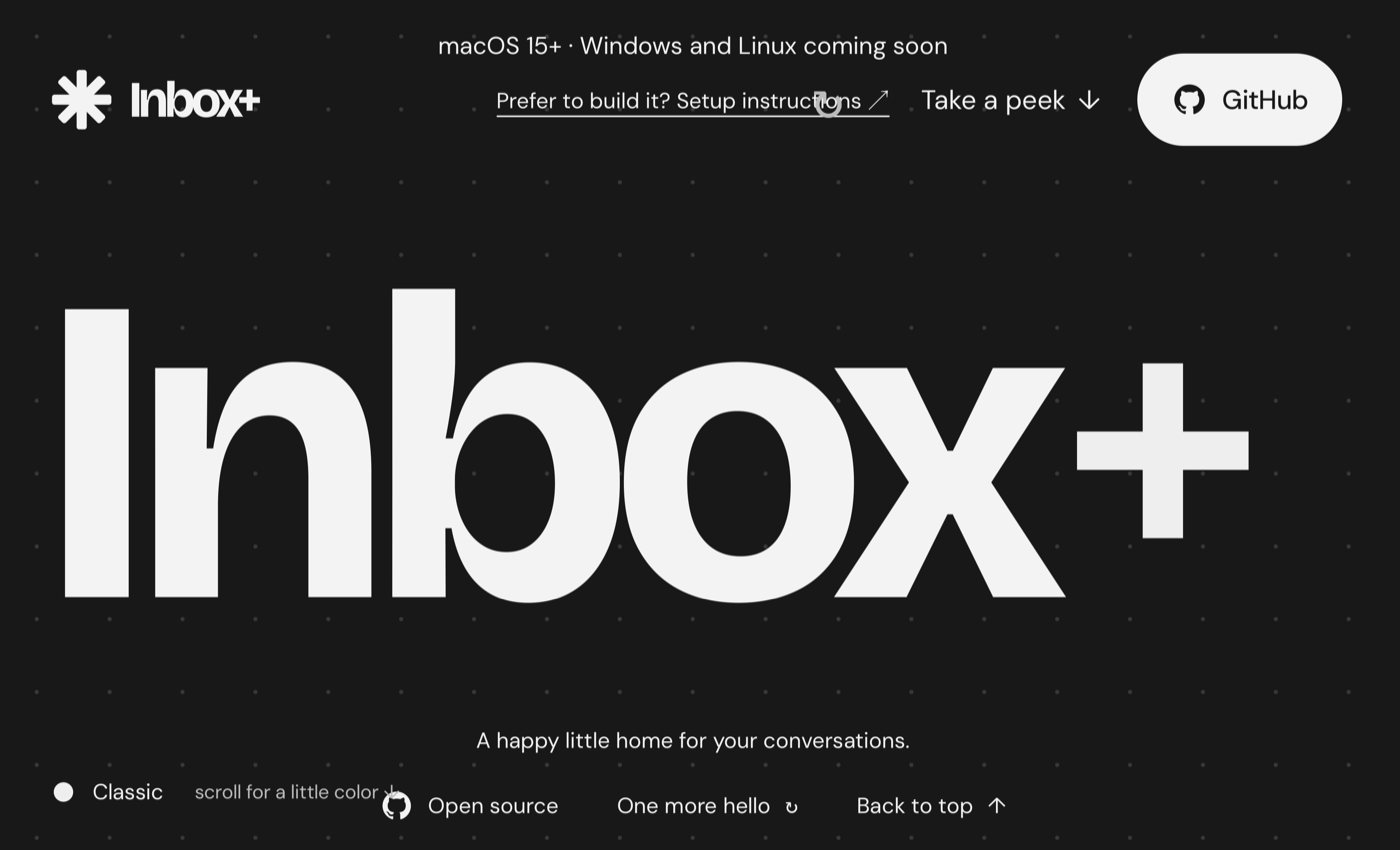 macOS 15+ · Windows and Linux coming soon
Inbox+
Prefer to build it? Setup instructions ↗
Take a peek ↓
GitHub
Inbox+
A happy little home for your conversations.
Classic
scroll for a little color ↓
Open source
One more hello ↻
Back to top ↑